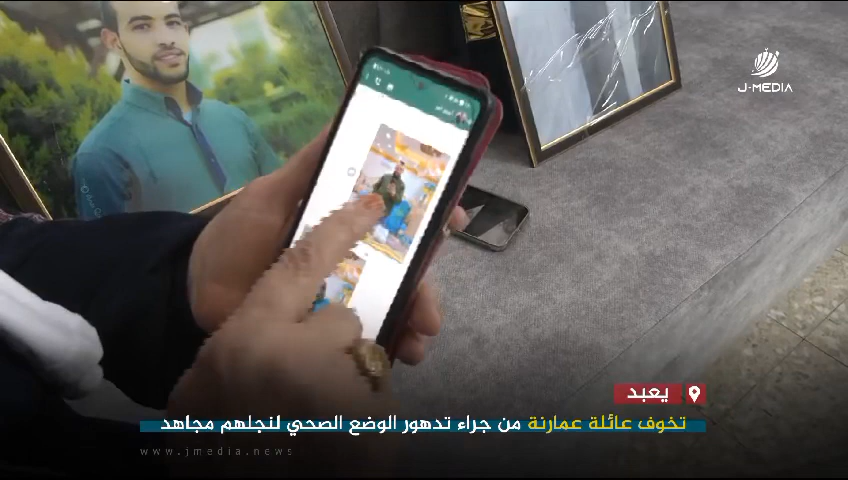 J-MEDIA
يعبد
تخوف عائلة عمارنة من جراء تدهور الوضع الصحي لنجلهم مجاهد
www.jmedia.news